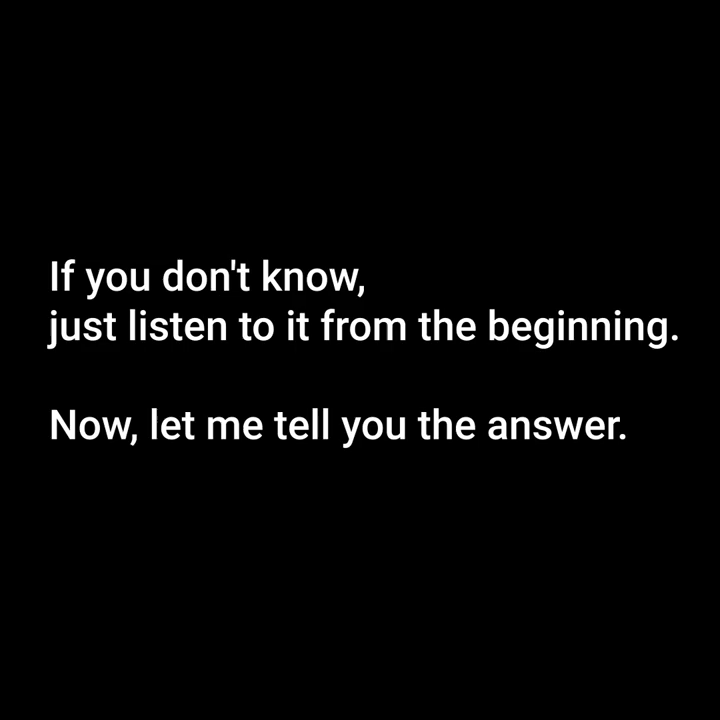 If you don't know,
just listen to it from the beginning.
Now, let me tell you the answer.